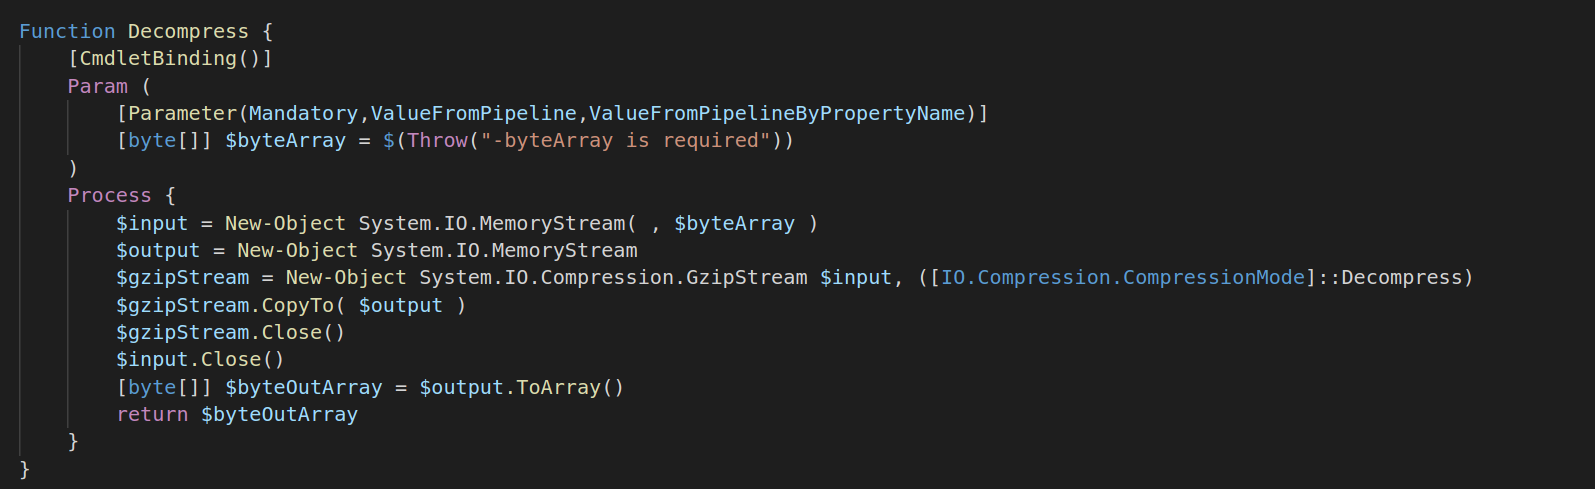 Function Decompress {
    [CmdletBinding()]
    Param (
        [Parameter(Mandatory,ValueFromPipeline,ValueFromPipelineByPropertyName)]
        [byte[]] $byteArray = $(Throw("-byteArray is required"))
    )
    Process {
        $input = New-Object System.IO.MemoryStream( , $byteArray )
        $output = New-Object System.IO.MemoryStream
        $gzipStream = New-Object System.IO.Compression.GzipStream $input, ([IO.Compression.CompressionMode]::Decompress)
        $gzipStream.CopyTo( $output )
        $gzipStream.Close()
        $input.Close()
        [byte[]] $byteOutArray = $output.ToArray()
        return $byteOutArray
    }
}